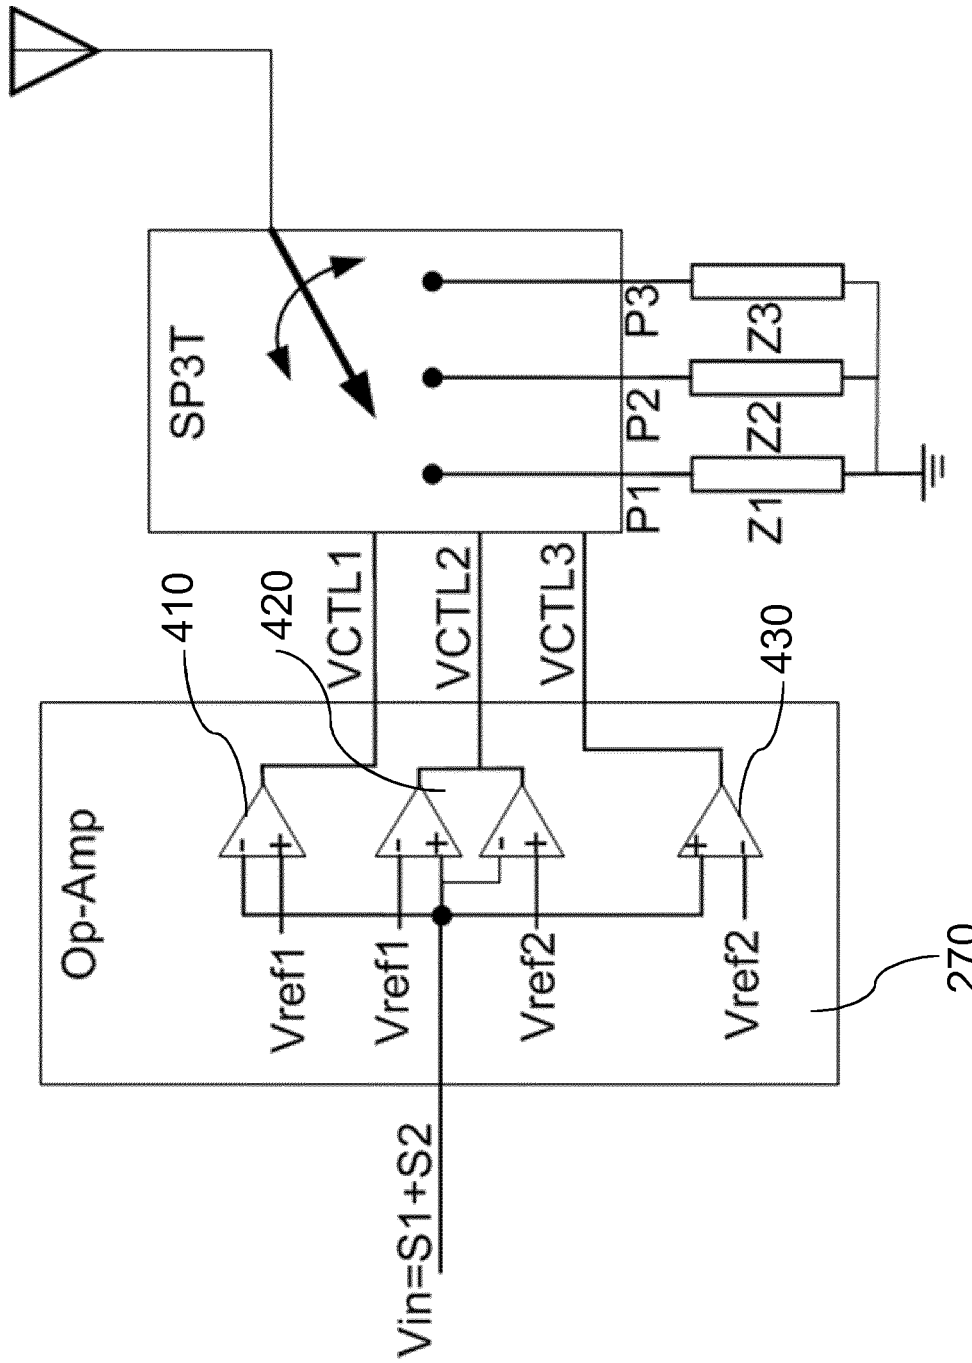 Op-Amp
SP3T
410
VCTL1
420
VCTL2
VCTL3
430
-
+
Vref1
-
+
Vref1
-
+
Vref2
+
-
Vref2
Vin=S1+S2
270
P1
P2
P3
Z1
Z2
Z3